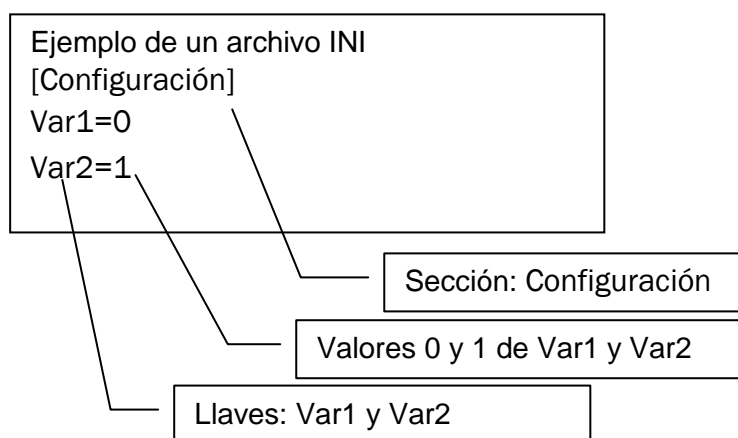 Ejemplo de un archivo INI
[Configuración]
Var1=0
Var2=1
Sección: Configuración
Valores 0 y 1 de Var1 y Var2
Llaves: Var1 y Var2